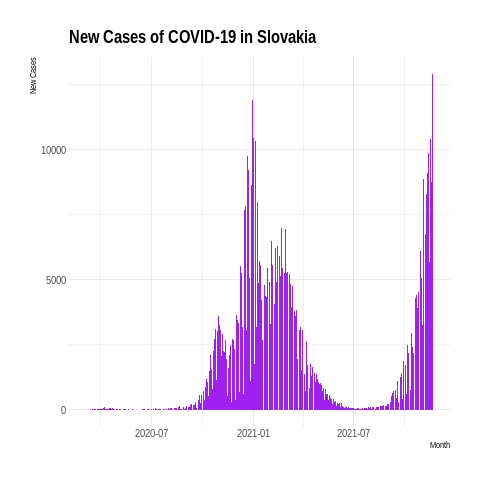 New Cases of COVID-19 in Slovakia
New Cases
10000
5000
0
2020-07 2021-01 2021-07
Month